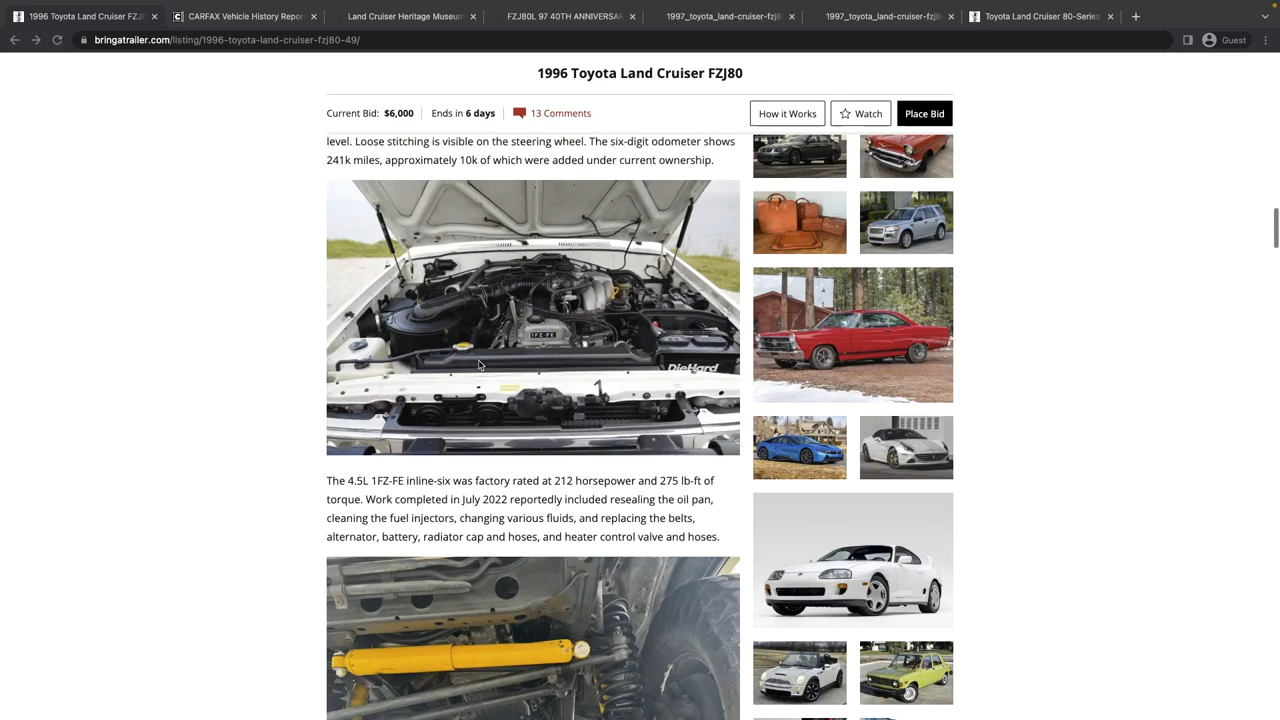 1996 Toyota Land Cruiser FZJ
CARFAX Vehicle History Repor
Land Cruiser Heritage Museum
FZJ80L 97 40TH ANNIVERSAR
1997_toyota_land-cruiser-fzj8
1997_toyota_land-cruiser-fzj8
Toyota Land Cruiser 80-Series
bringatrailer.com/listing/1996-toyota-land-cruiser-fzj80-49/
Guest
1996 Toyota Land Cruiser FZJ80
Current Bid: $6,000
Ends in 6 days
13 Comments
How it Works
Watch
Place Bid
level. Loose stitching is visible on the steering wheel. The six-digit odometer shows
241k miles, approximately 10k of which were added under current ownership.
1FZ-FE
DieHard
The 4.5L 1FZ-FE inline-six was factory rated at 212 horsepower and 275 lb-ft of
torque. Work completed in July 2022 reportedly included resealing the oil pan,
cleaning the fuel injectors, changing various fluids, and replacing the belts,
alternator, battery, radiator cap and hoses, and heater control valve and hoses.